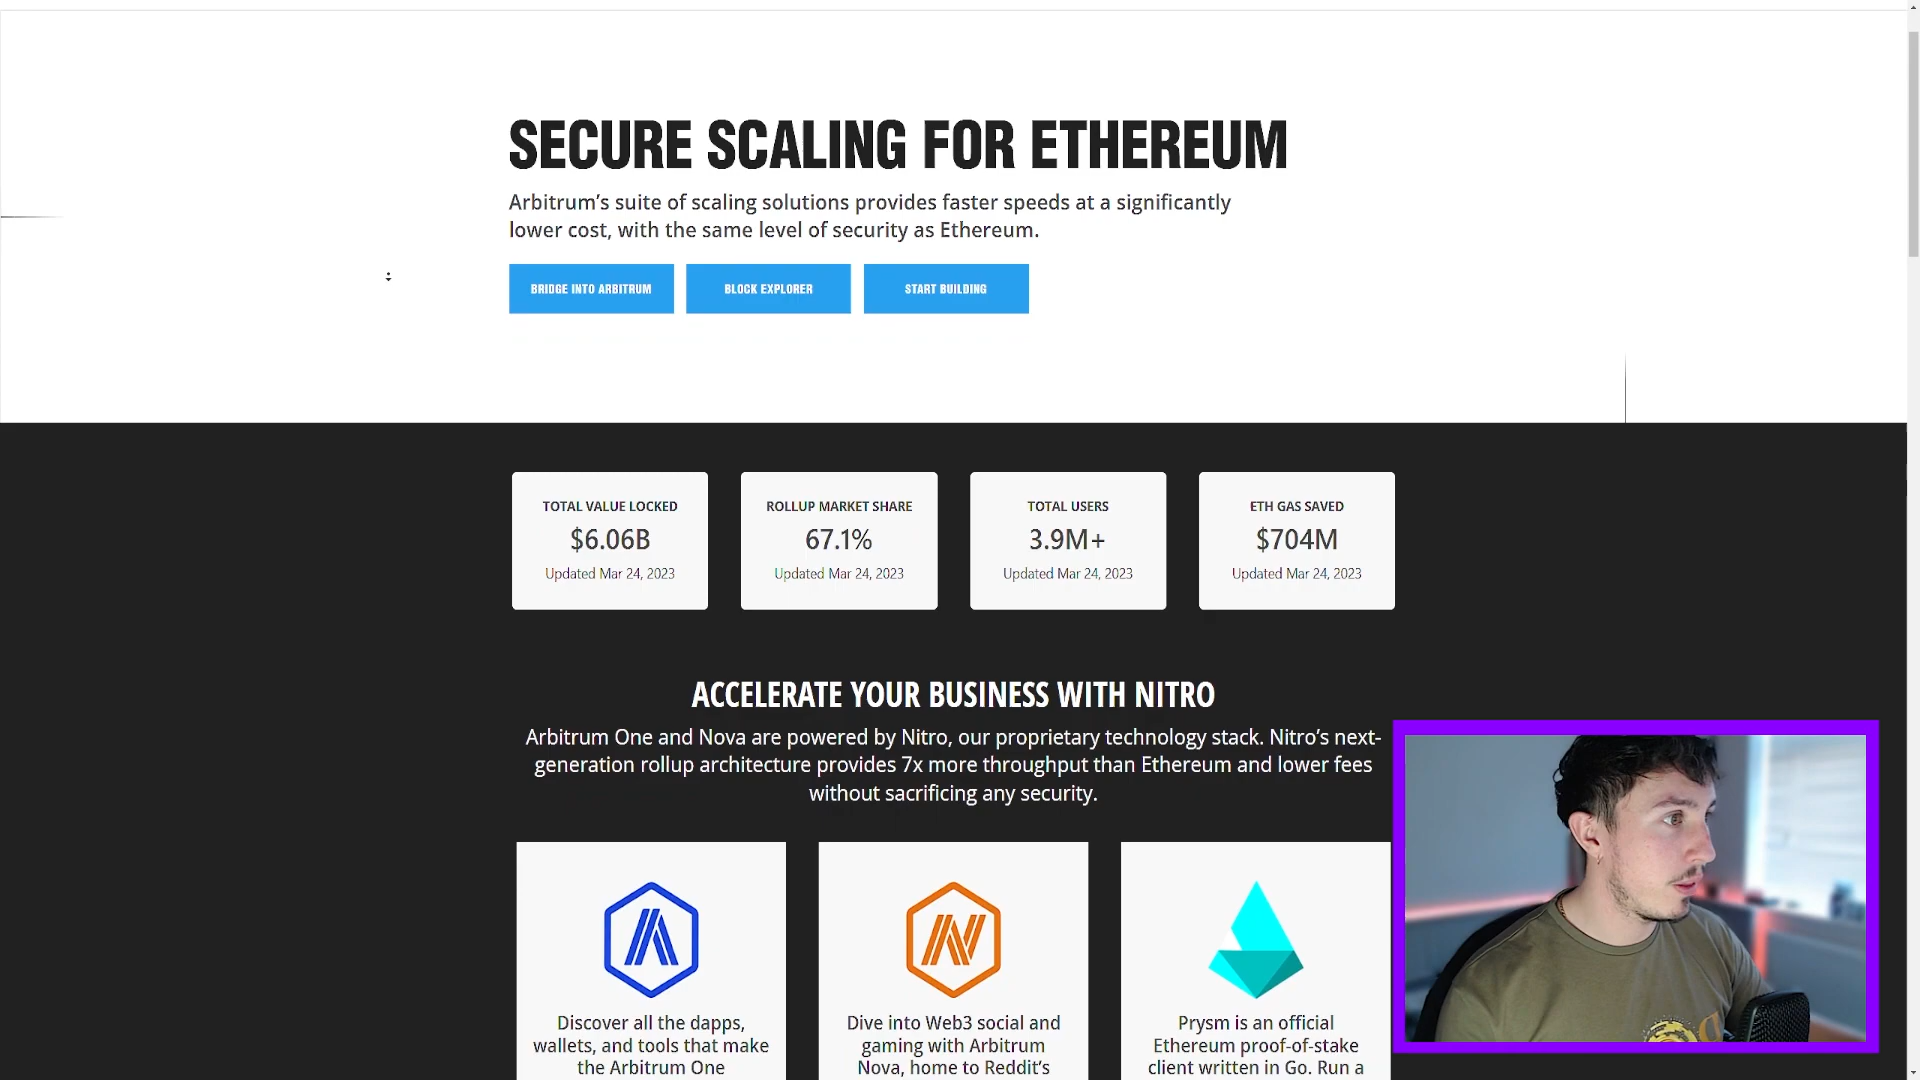 SECURE SCALING FOR ETHEREUM
Arbitrum’s suite of scaling solutions provides faster speeds at a significantly
lower cost, with the same level of security as Ethereum.
BRIDGE INTO ARBITRUM
BLOCK EXPLORER
START BUILDING
TOTAL VALUE LOCKED
$6.06B
Updated Mar 24, 2023
ROLLUP MARKET SHARE
67.1%
Updated Mar 24, 2023
TOTAL USERS
3.9M+
Updated Mar 24, 2023
ETH GAS SAVED
$704M
Updated Mar 24, 2023
ACCELERATE YOUR BUSINESS WITH NITRO
Arbitrum One and Nova are powered by Nitro, our proprietary technology stack. Nitro’s next-
generation rollup architecture provides 7x more throughput than Ethereum and lower fees
without sacrificing any security.
Discover all the dapps,
wallets, and tools that make
the Arbitrum One
Dive into Web3 social and
gaming with Arbitrum
Nova, home to Reddit’s
Prysm is an official
Ethereum proof-of-stake
client written in Go. Run a